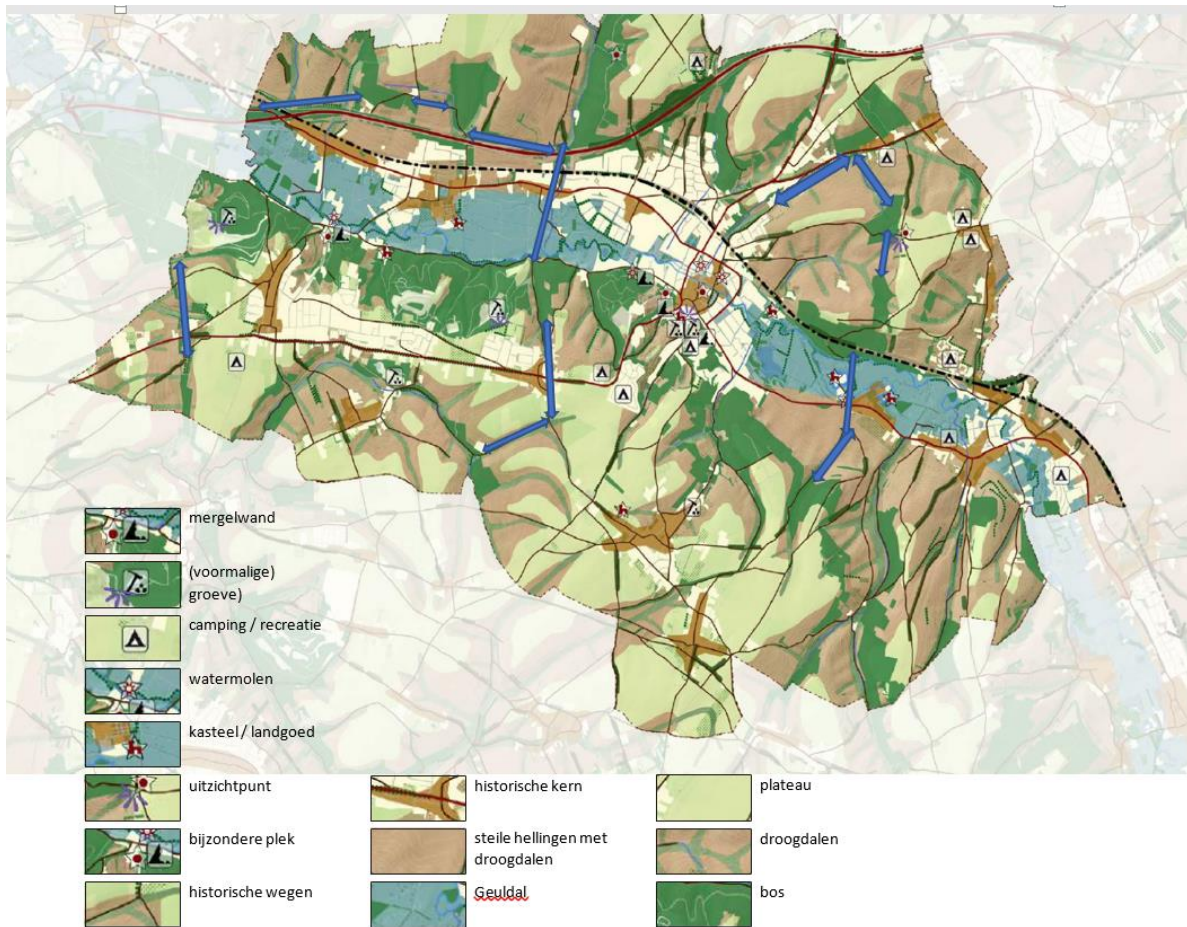 mergelwand
(voormalige)
groeve)
camping / recreatie
watermolen
kasteel / landgoed
uitzichtpunt
bijzondere plek
historische wegen
historische kern
steile hellingen met
droogdalen
Geuldal
plateau
droogdalen
bos